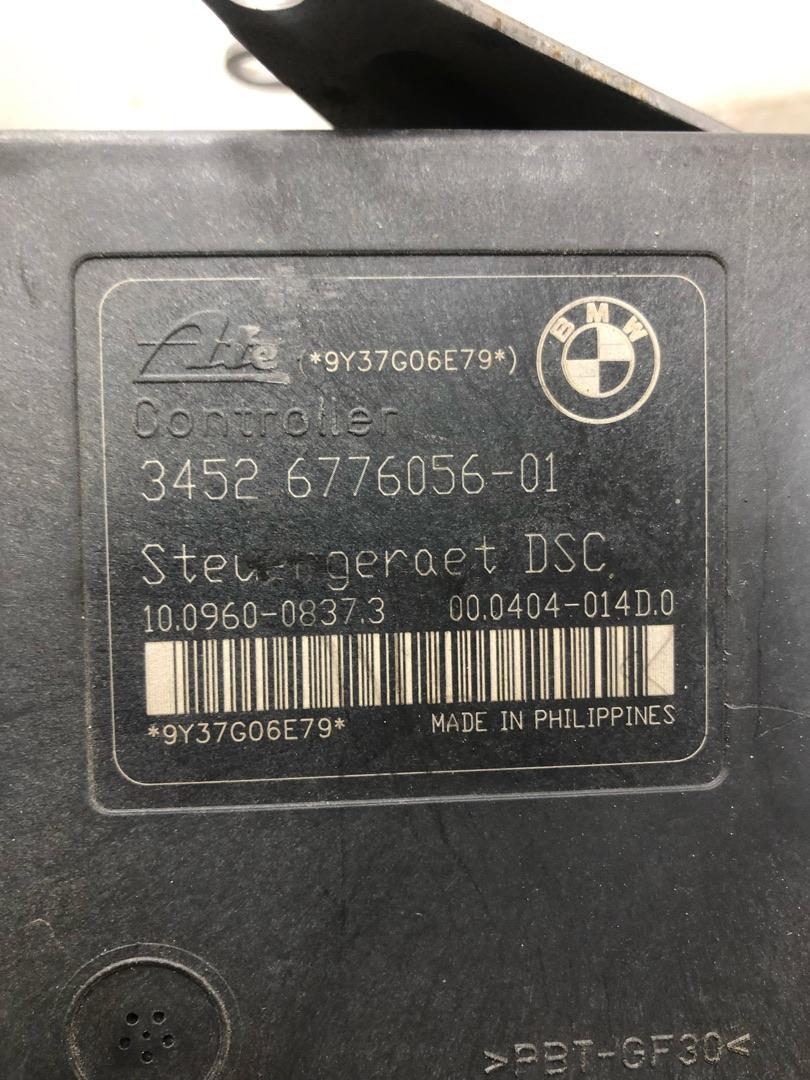 Ate (*9Y37G06E79*) BMW
Controller
3452 6776056-01
Steuergeraet DSC
10.0960-0837.3 00.0404-014D.0
*9Y37G06E79* MADE IN PHILIPPINES
>PBT-GF30<